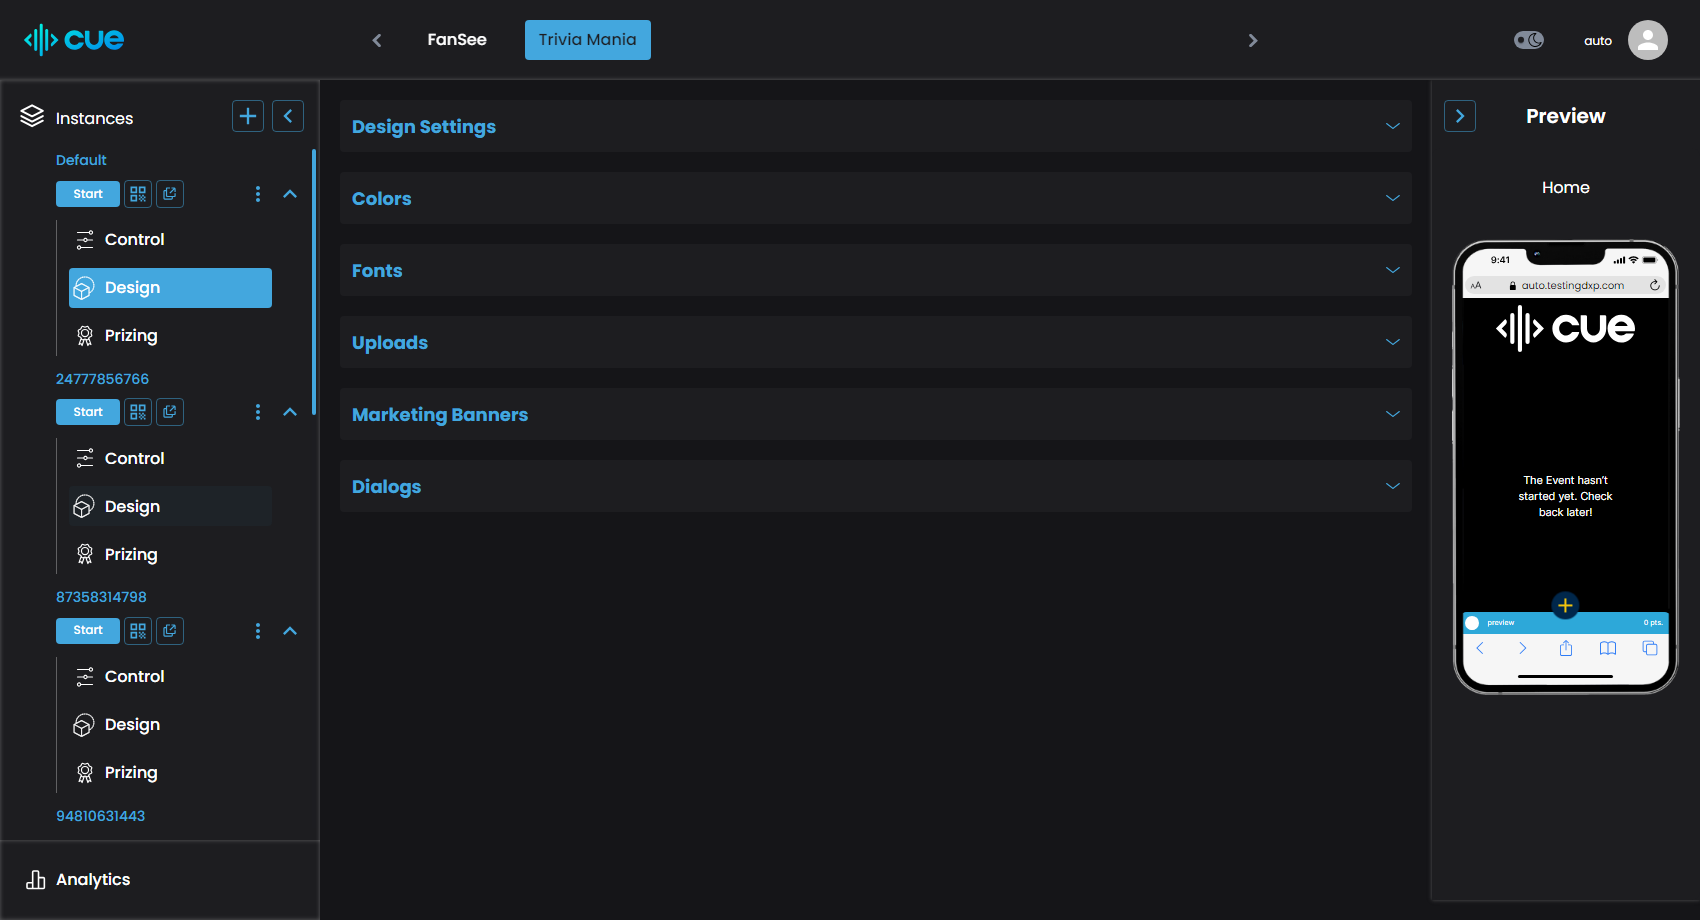 cue
FanSee
Trivia Mania
auto
Instances
Default
Start
Control
Design
Prizing
24777856766
Start
Control
Design
Prizing
87358314798
Start
Control
Design
Prizing
94810631443
Analytics
Design Settings
Colors
Fonts
Uploads
Marketing Banners
Dialogs
Preview
Home
9:41
AA
auto.testingdxp.com
cue
The Event hasn't
started yet. Check
back later!
preview
0 pts.